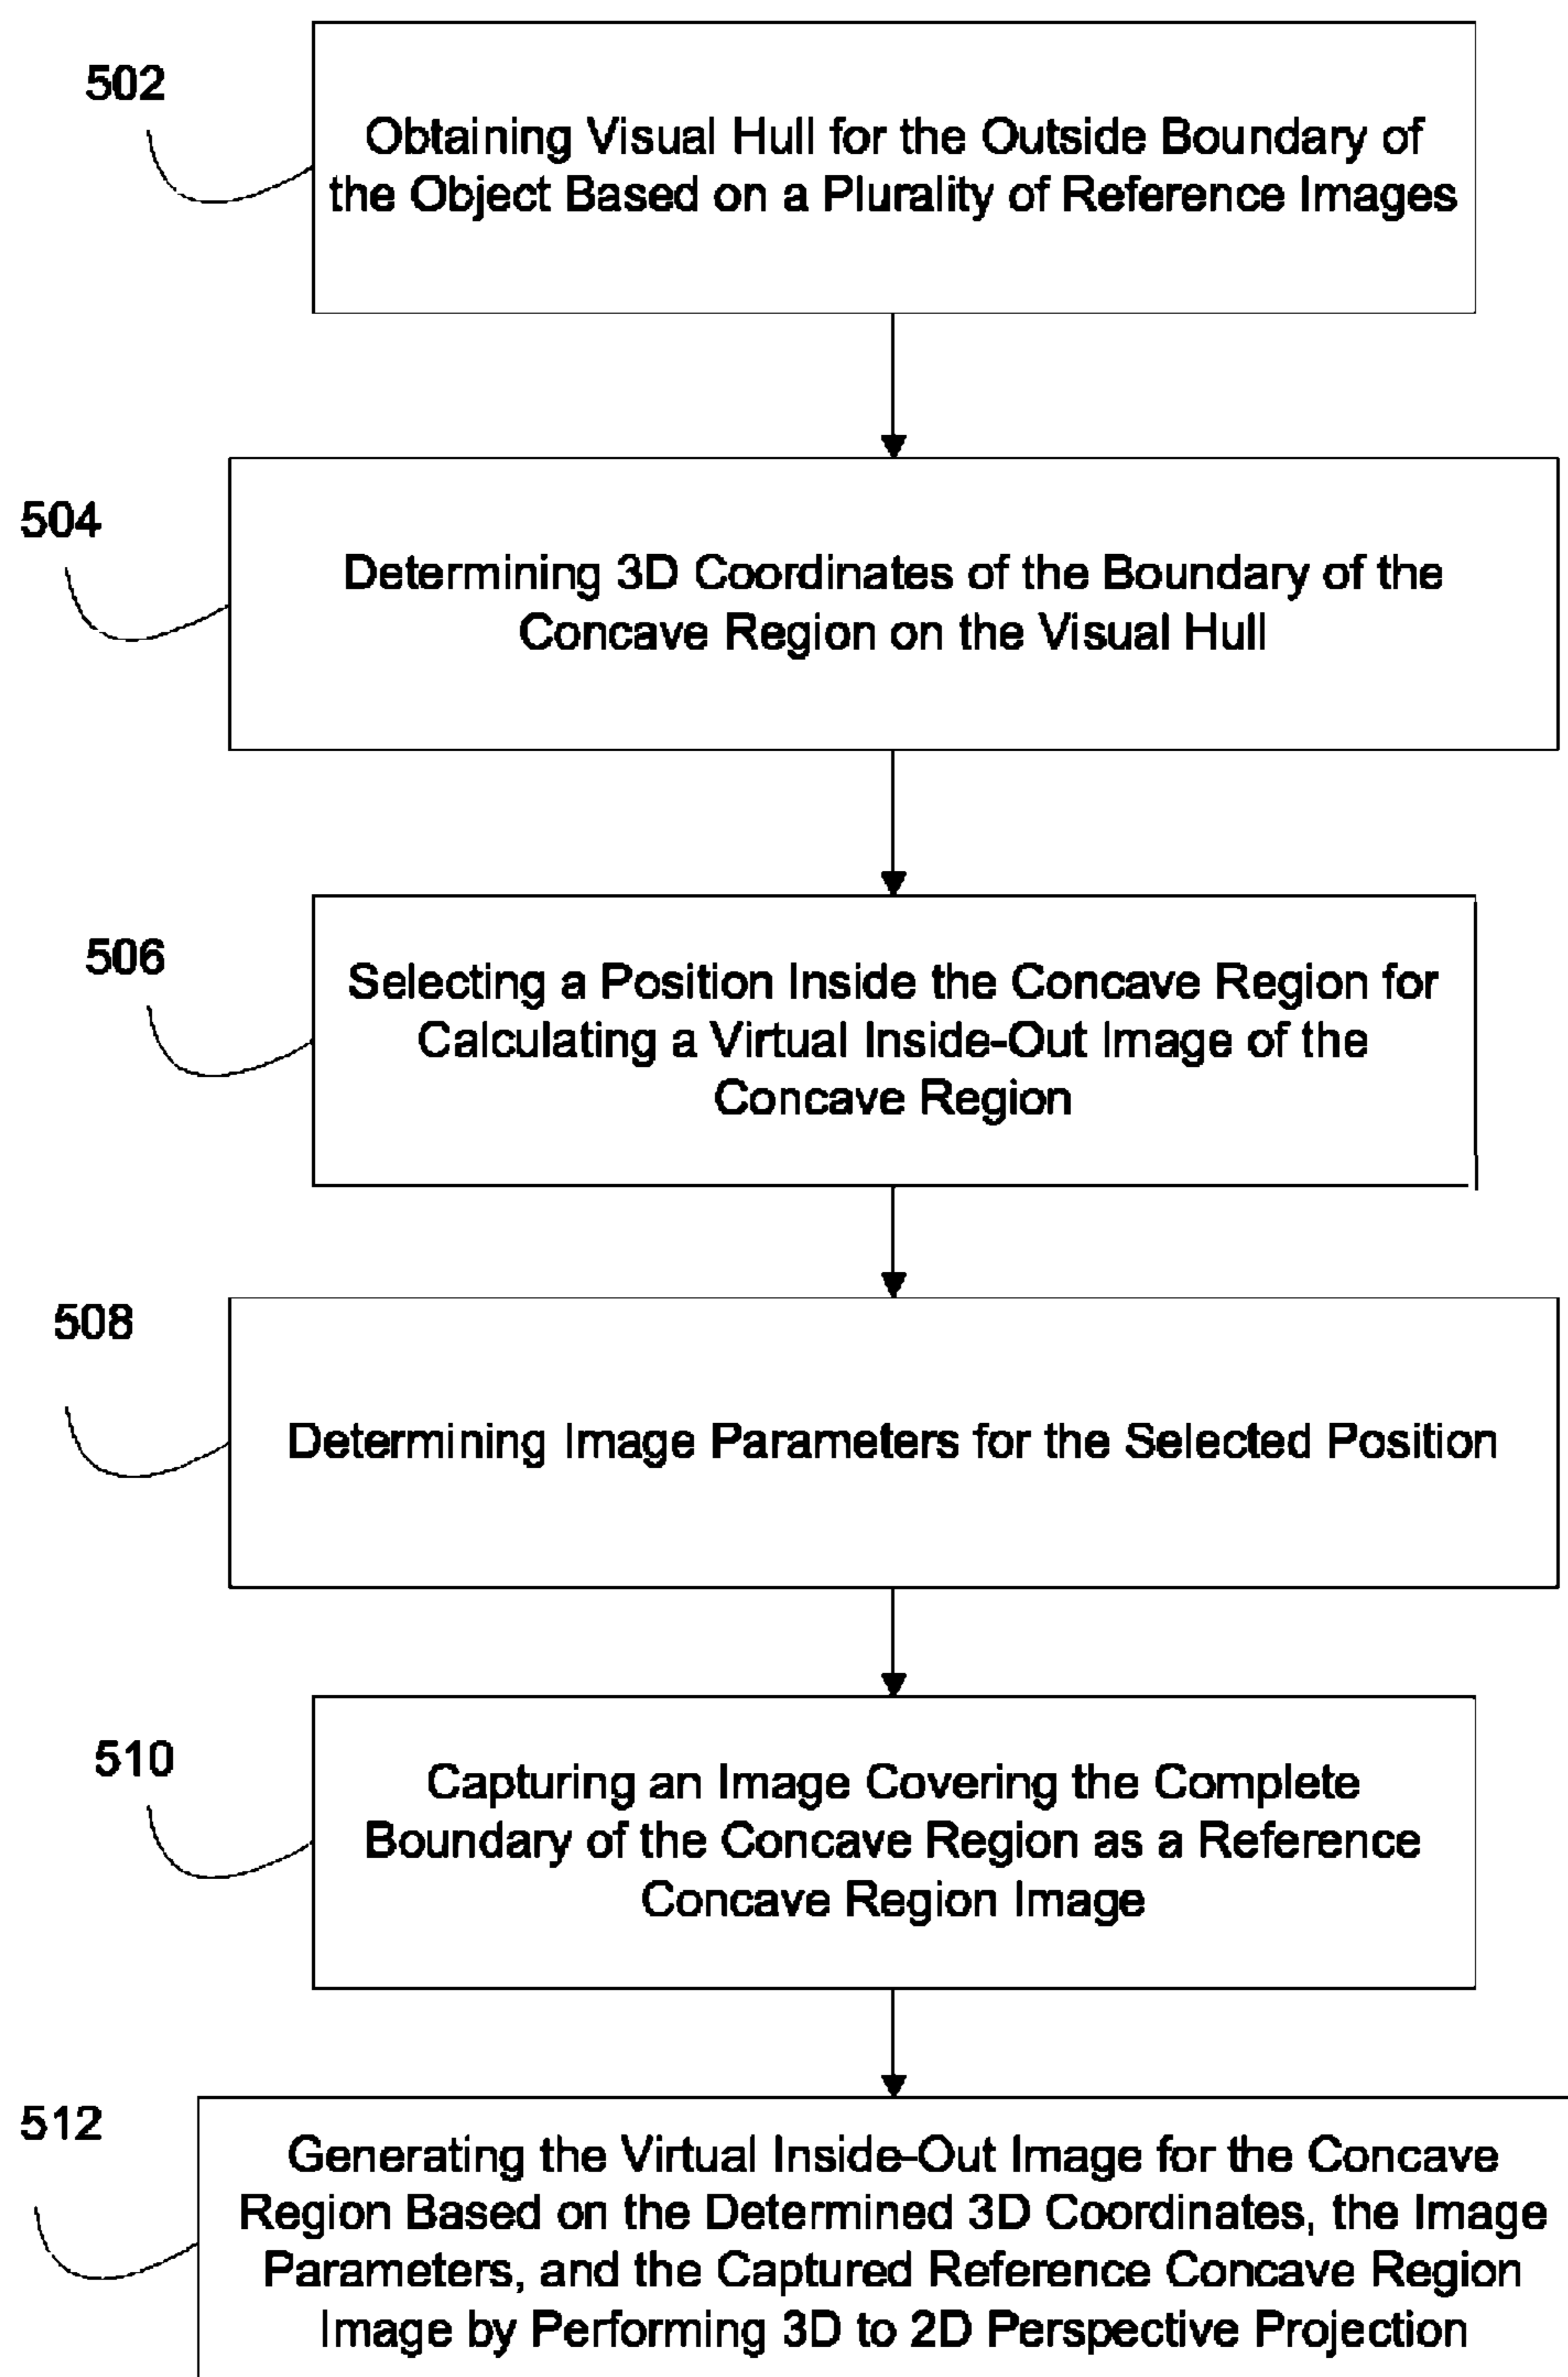 502
Obtaining Visual Hull for the Outside Boundary of
the Object Based on a Plurality of Reference Images
504
Determining 3D Coordinates of the Boundary of the
Concave Region on the Visual Hull
506
Selecting a Position Inside the Concave Region for
Calculating a Virtual Inside-Out Image of the
Concave Region
508
Determining Image Parameters for the Selected Position
510
Capturing an Image Covering the Complete
Boundary of the Concave Region as a Reference
Concave Region Image
512
Generating the Virtual Inside-Out Image for the Concave
Region Based on the Determined 3D Coordinates, the Image
Parameters, and the Captured Reference Concave Region
Image by Performing 3D to 2D Perspective Projection